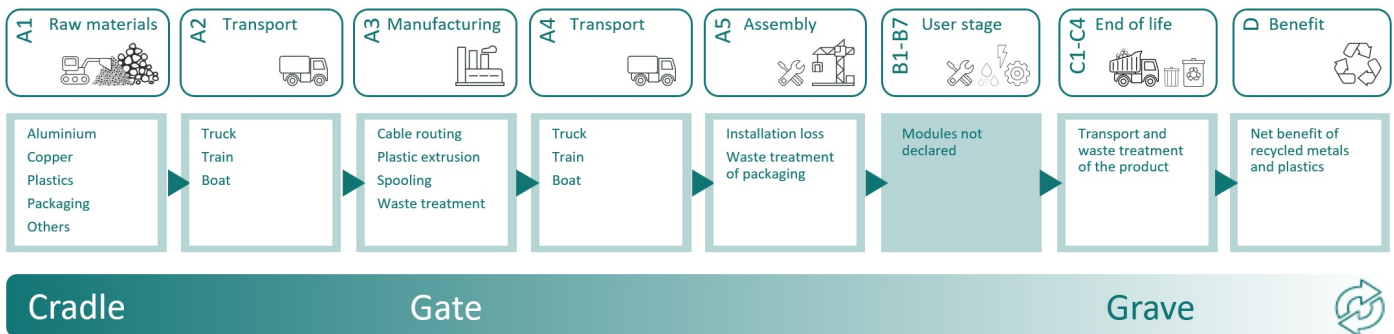 A1 Raw materials
A2 Transport
A3 Manufacturing
A4 Transport
A5 Assembly
B1-B7 User stage
C1-C4 End of life
D Benefit
Aluminium
Copper
Plastics
Packaging
Others
Truck
Train
Boat
Cable routing
Plastic extrusion
Spooling
Waste treatment
Truck
Train
Boat
Installation loss
Waste treatment
of packaging
Modules not
declared
Transport and
waste treatment
of the product
Net benefit of
recycled metals
and plastics
Cradle
Gate
Grave